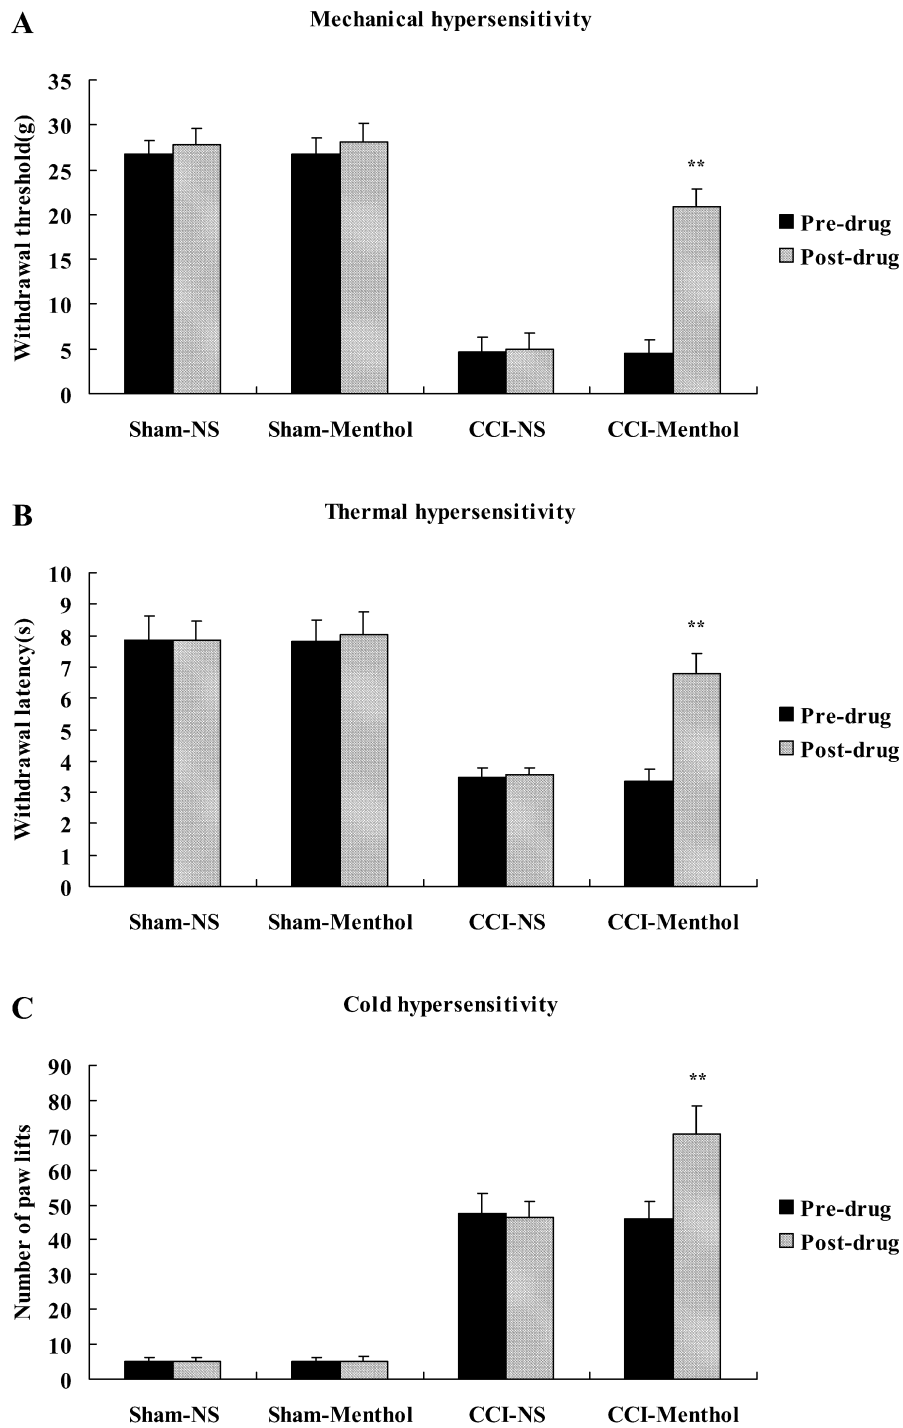 A
Mechanical hypersensitivity
Withdrawal threshold(g)
35
30
25
20
15
10
5
0
**
Pre-drug
Post-drug
Sham-NS Sham-Menthol CCI-NS CCI-Menthol
B
Thermal hypersensitivity
Withdrawal latency(s)
10
9
8
7
6
5
4
3
2
1
0
**
Pre-drug
Post-drug
Sham-NS Sham-Menthol CCI-NS CCI-Menthol
C
Cold hypersensitivity
Number of paw lifts
90
80
70
60
50
40
30
20
10
0
**
Pre-drug
Post-drug
Sham-NS Sham-Menthol CCI-NS CCI-Menthol